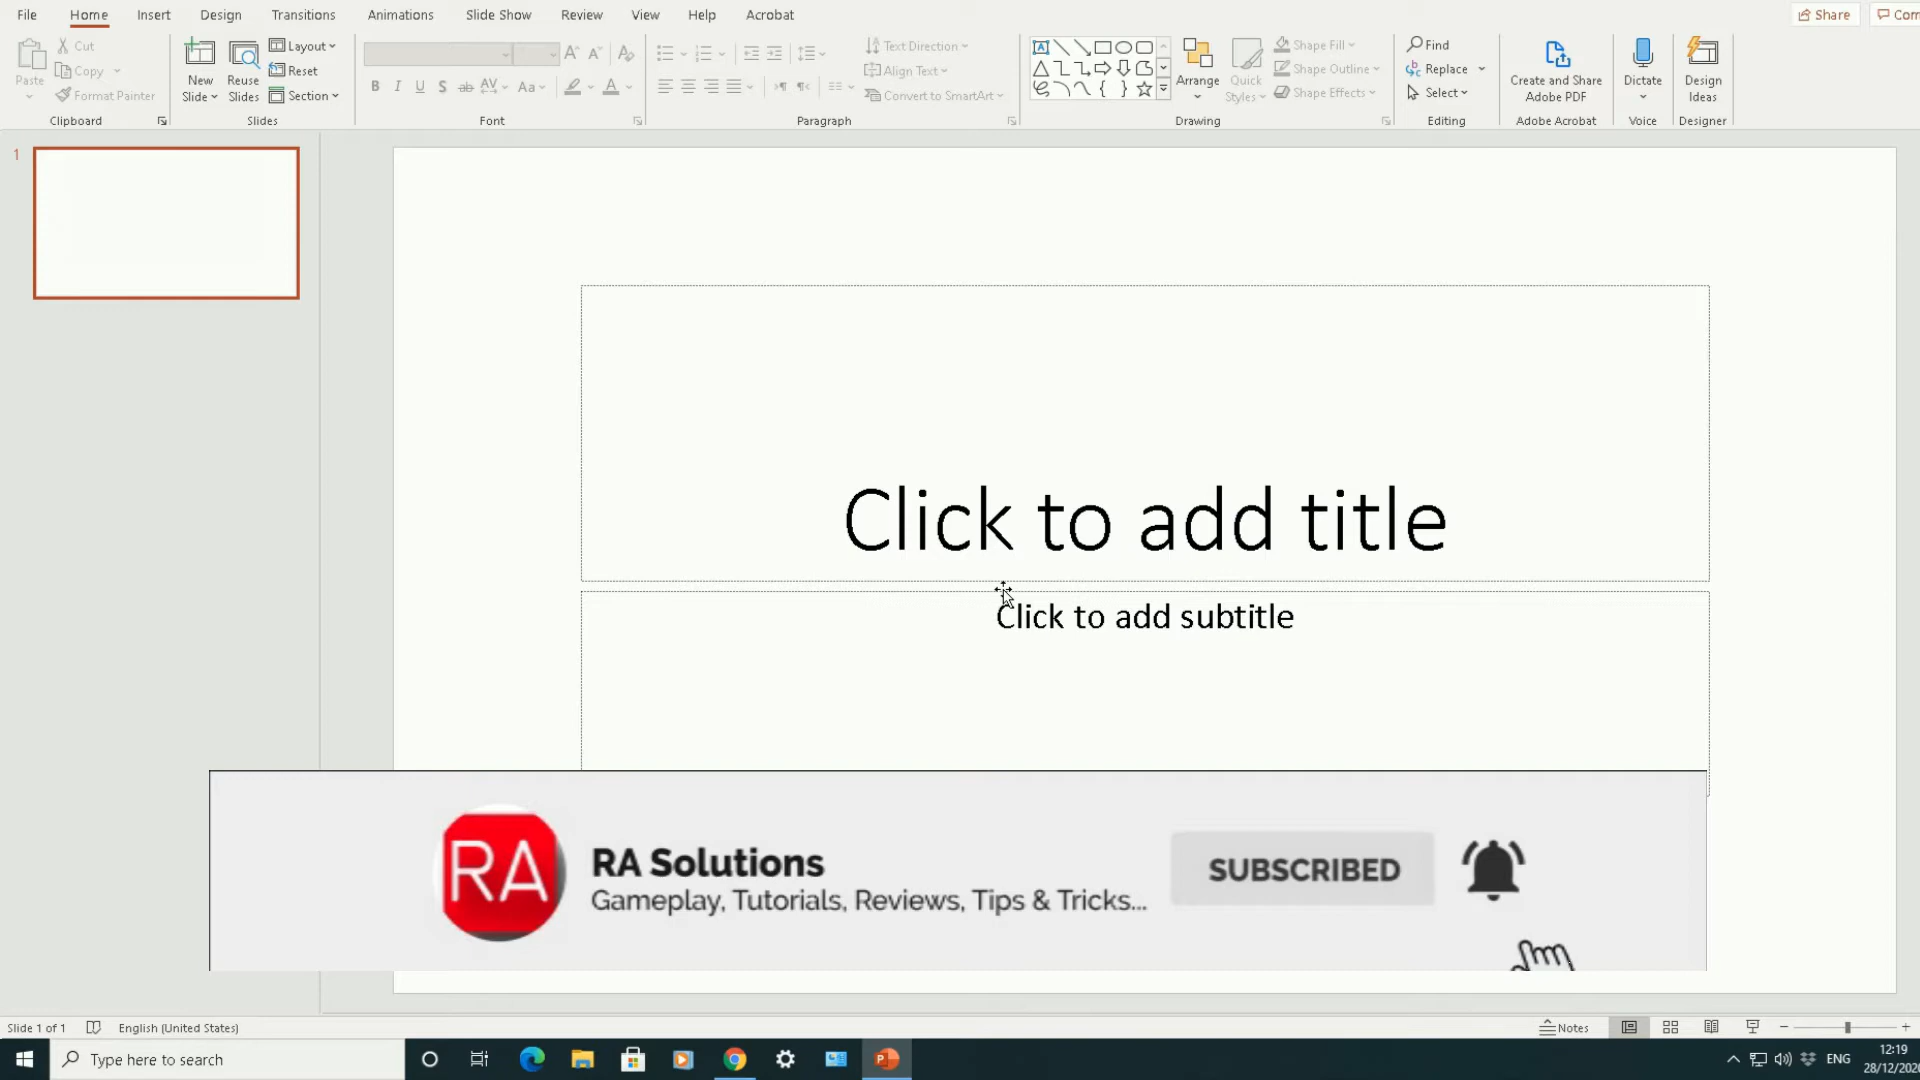 File Home Insert Design Transitions Animations Slide Show Review View Help Acrobat Share
Paste Cut Copy Format Painter Clipboard
New Slide Reuse Slides Layout Reset Section Slides
B I U S ab AV Aa A Font
Text Direction Align Text Convert to SmartArt Paragraph
Arrange Quick Styles Shape Fill Shape Outline Shape Effects Drawing
Find Replace Select Editing
Create and Share Adobe PDF Adobe Acrobat
Dictate Voice
Design Ideas Designer
1
Click to add title
Click to add subtitle
RA
RA Solutions
Gameplay, Tutorials, Reviews, Tips & Tricks...
SUBSCRIBED
Slide 1 of 1 English (United States) Notes
Type here to search
ENG
12:19